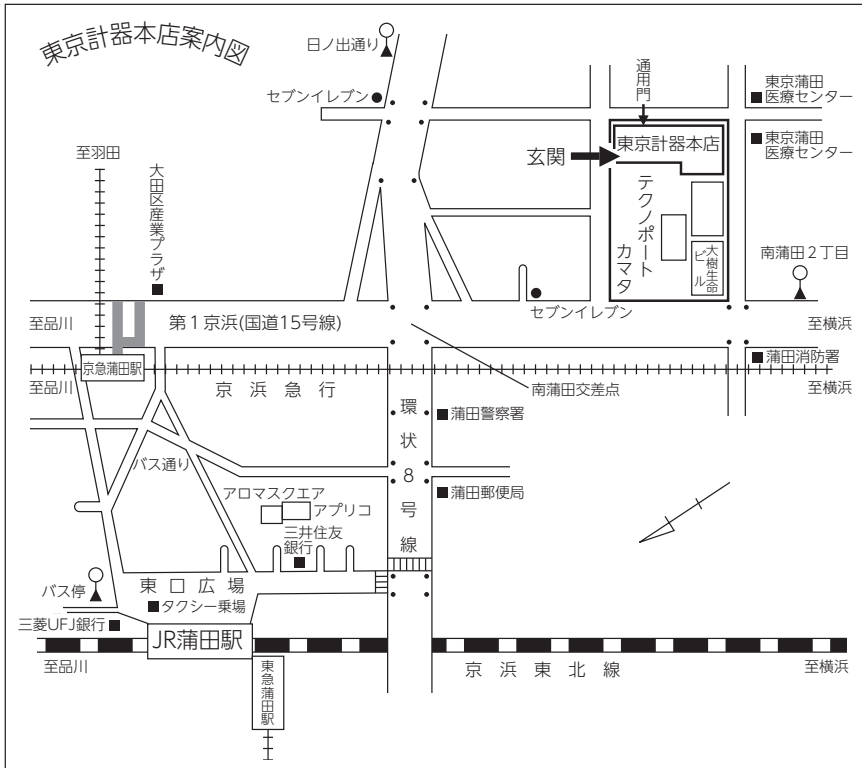 東京計器本店案内図
日ノ出通り
セブンイレブン
通用門
東京蒲田
医療センター
東京計器本店
東京蒲田
医療センター
玄関
至羽田
大田区産業プラザ
テクノポート
カマタ
大樹生命
ビル
南蒲田2丁目
セブンイレブン
至品川
第1京浜(国道15号線)
至横浜
蒲田消防署
京急蒲田駅
至品川
京浜急行
南蒲田交差点
至横浜
環状8号線
蒲田警察署
バス通り
アロマスクエア
アプリコ
蒲田郵便局
三井住友
銀行
バス停
東口広場
タクシー乗場
三菱UFJ銀行
JR蒲田駅
至品川
京浜東北線
至横浜
東急蒲田駅